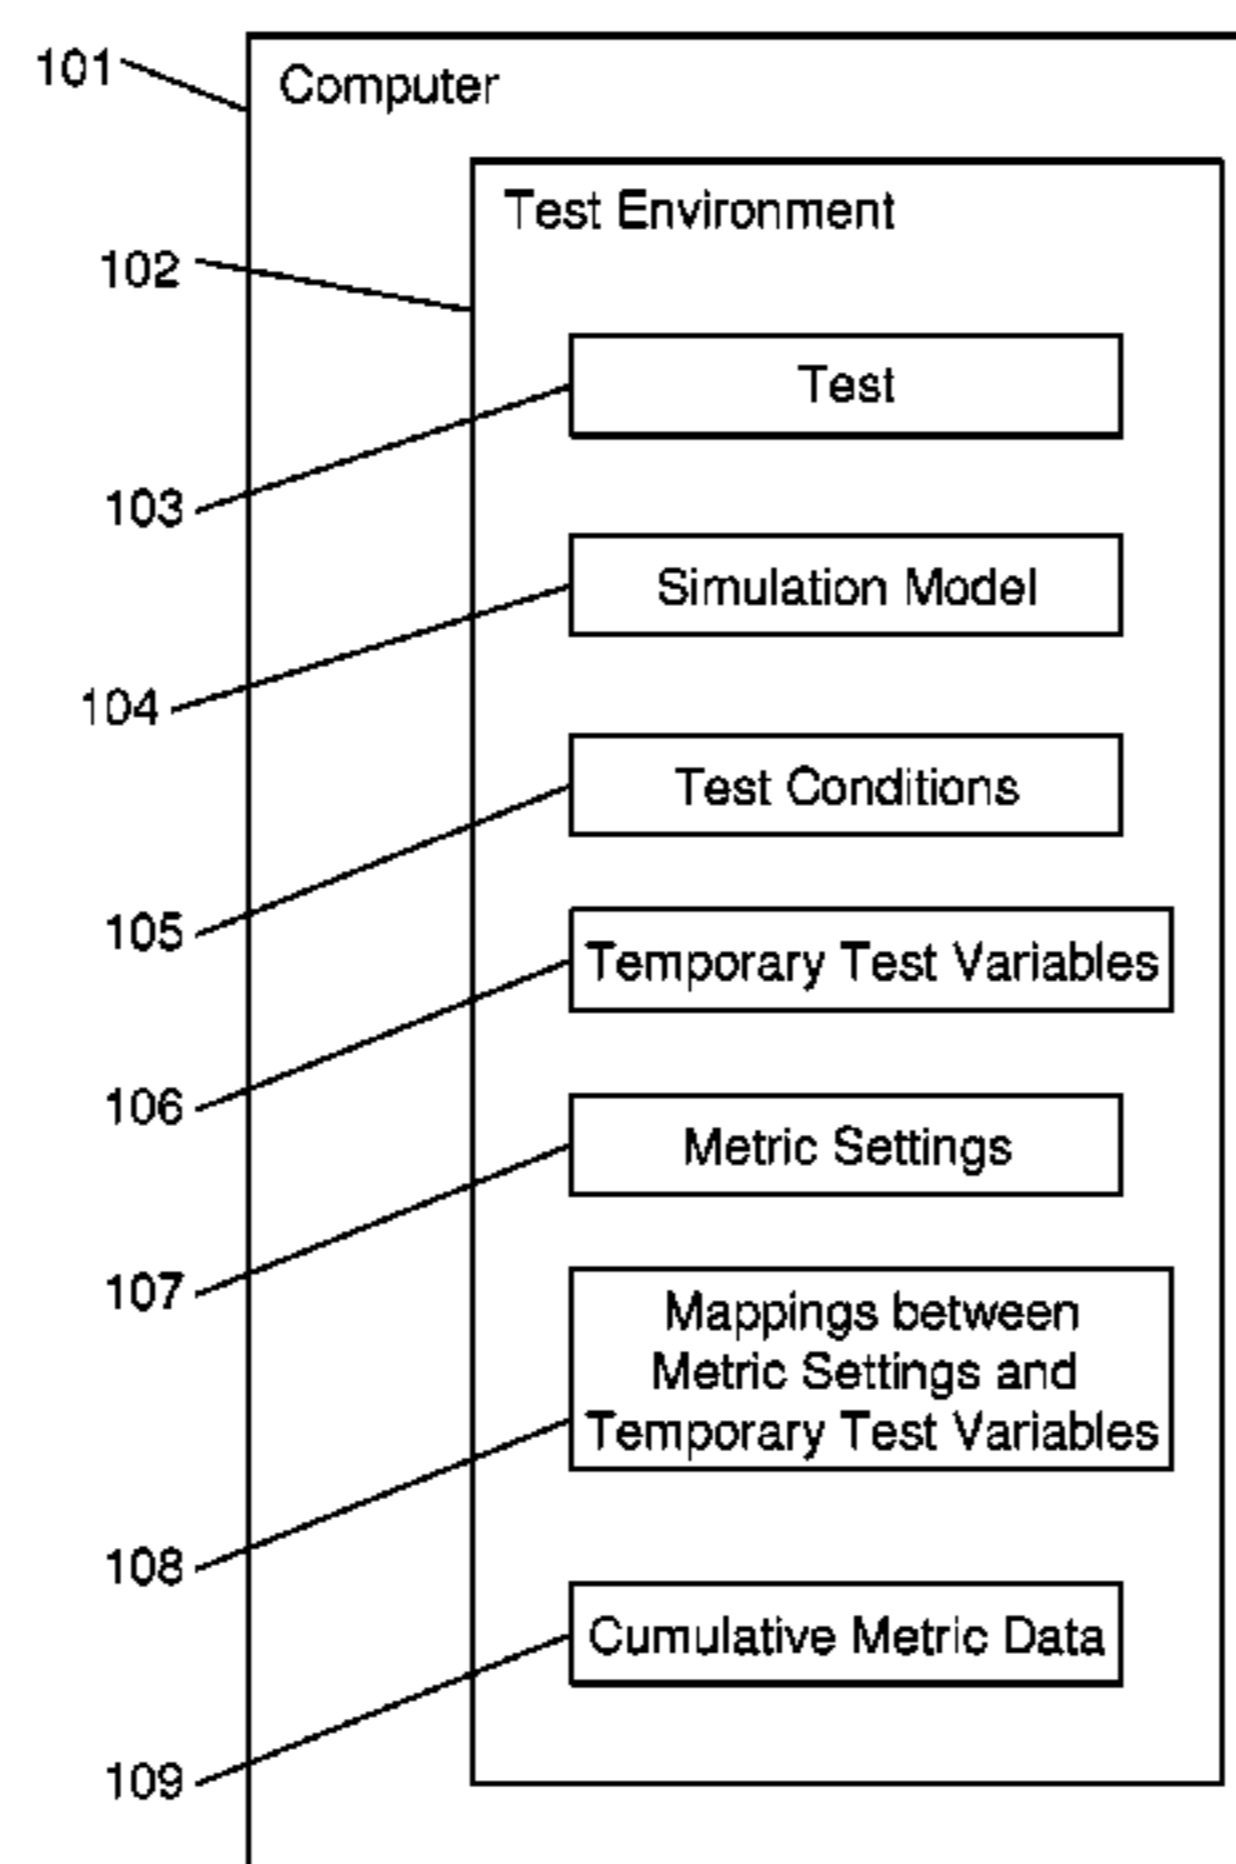 101
Computer
Test Environment
102
Test
103
Simulation Model
104
Test Conditions
105
Temporary Test Variables
106
Metric Settings
107
Mappings between
Metric Settings and
Temporary Test Variables
108
Cumulative Metric Data
109